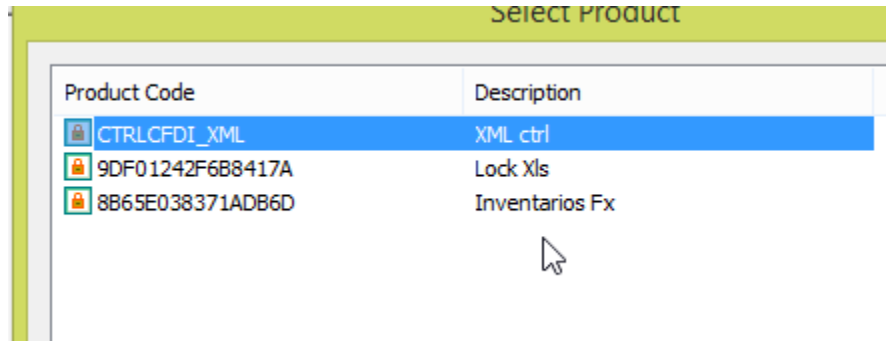 Select Product
Product Code Description
CTRLCFDI_XML XML ctrl
9DF01242F6B8417A Lock Xls
8B65E038371ADB6D Inventarios Fx